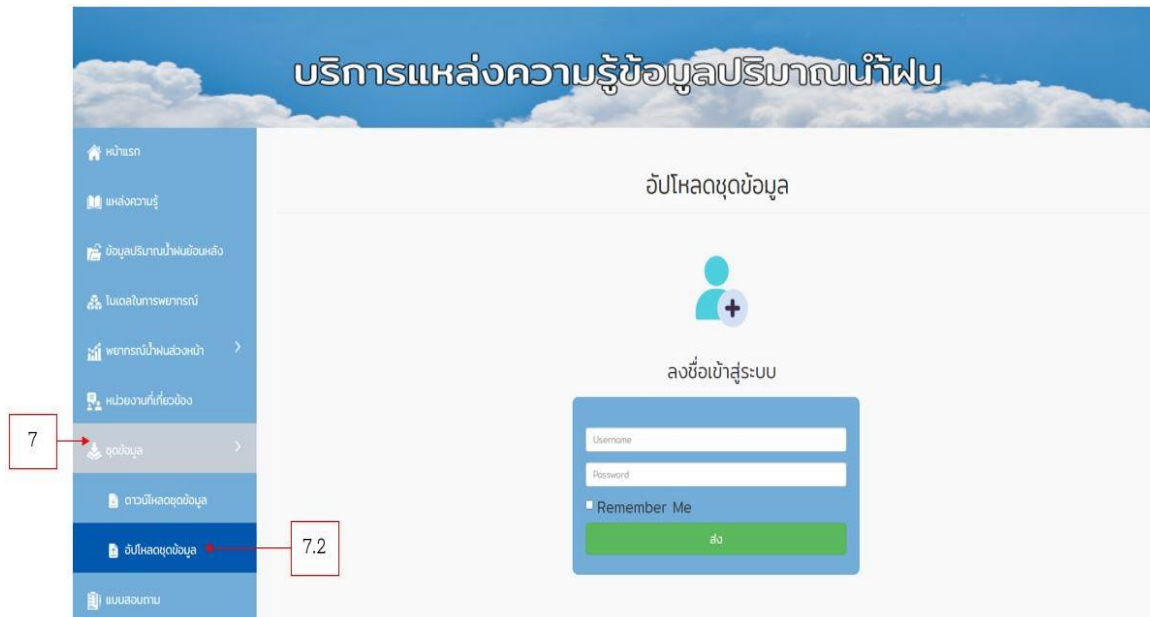 บริการแหล่งความรู้ข้อมูลปริมาณน้ำฝน
หน้าแรก
แหล่งความรู้
ข้อมูลปริมาณน้ำฝนย้อนหลัง
โมเดลในการพยากรณ์
พยากรณ์น้ำฝนล่วงหน้า
หน่วยงานที่เกี่ยวข้อง
7
ชุดข้อมูล
ดาวน์โหลดชุดข้อมูล
อัปโหลดชุดข้อมูล
7.2
แบบสอบถาม
อัปโหลดชุดข้อมูล
ลงชื่อเข้าสู่ระบบ
Username
Password
Remember Me
ส่ง